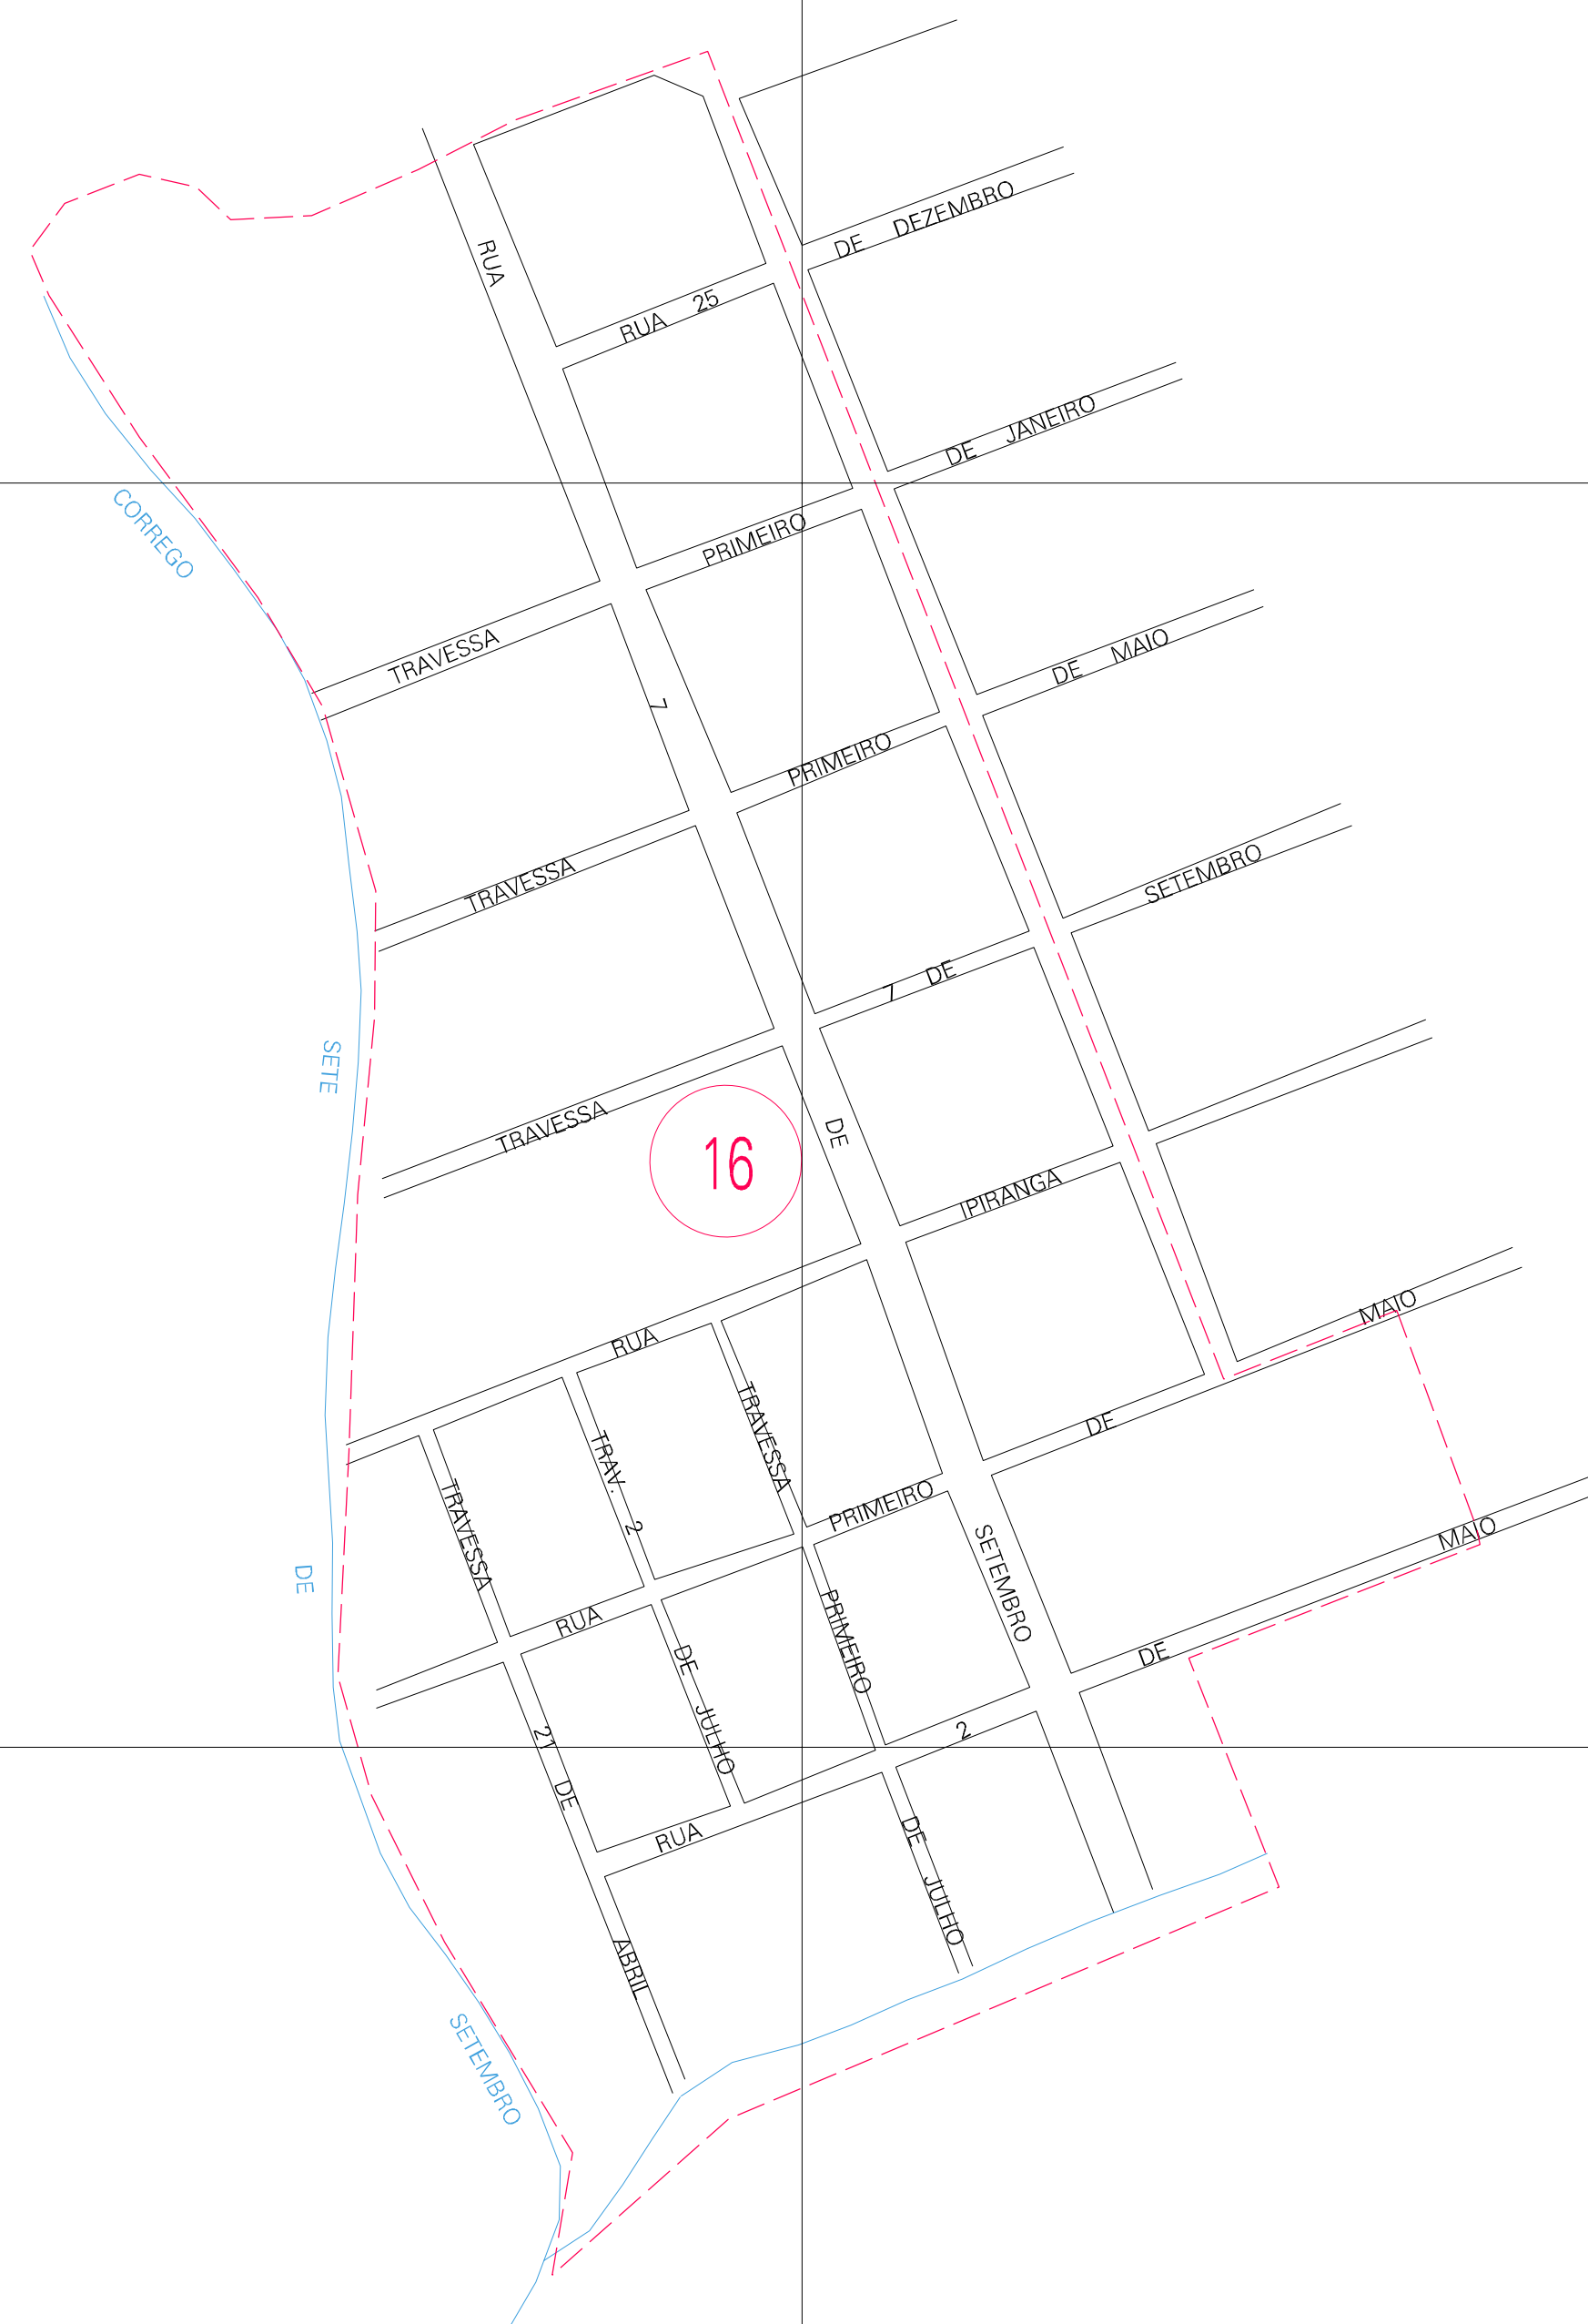 RUA 25 DE DEZEMBRO
TRAVESSA PRIMEIRO DE JANEIRO
TRAVESSA PRIMEIRO DE MAIO
TRAVESSA 7 DE SETEMBRO
RUA IPIRANGA
RUA PRIMEIRO DE MAIO
RUA 2 DE MAIO
RUA 7 DE SETEMBRO
TRAVESSA 21 DE ABRIL
TRAV. 2 DE JULHO
TRAVESSA PRIMEIRO DE JULHO
CORREGO SETE DE SETEMBRO
16